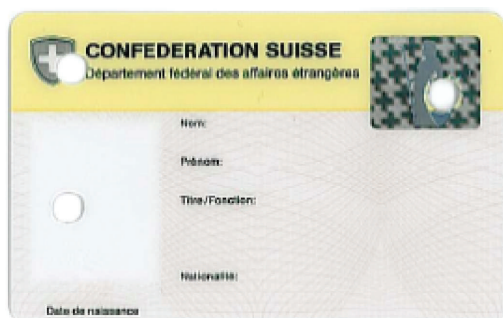 CONFEDERATION SUISSE
Département fédéral des affaires étrangères
Nom:
Prénom:
Titre/Fonction:
Nationalité:
Date de naissance